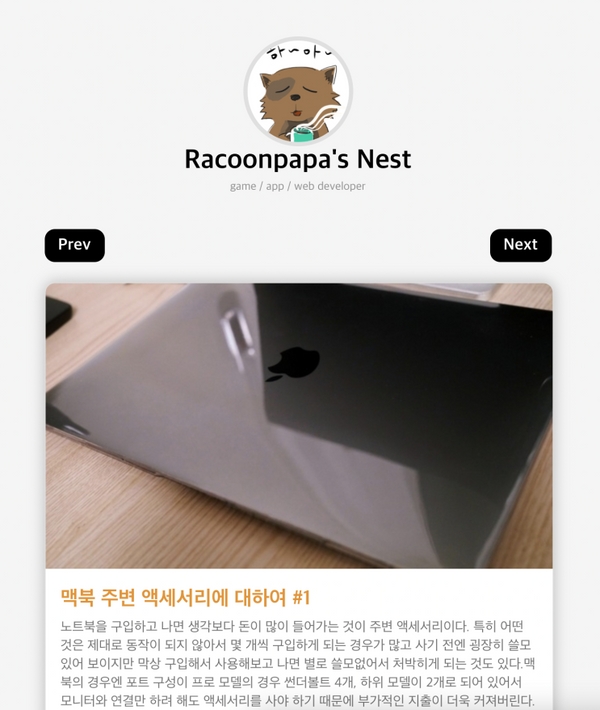 하~아~
Racoonpapa's Nest
game / app / web developer
Prev
Next
맥북 주변 액세서리에 대하여 #1
노트북을 구입하고 나면 생각보다 돈이 많이 들어가는 것이 주변 액세서리이다. 특히 어떤
것은 제대로 동작이 되지 않아서 몇 개씩 구입하게 되는 경우가 많고 사기 전엔 굉장히 쓸모
있어 보이지만 막상 구입해서 사용해보고 나면 별로 쓸모없어서 처박히게 되는 것도 있다.맥
북의 경우엔 포트 구성이 프로 모델의 경우 썬더볼트 4개, 하위 모델이 2개로 되어 있어서
모니터와 연결만 하려 해도 액세서리를 사야 하기 때문에 부가적인 지출이 더욱 커져버린다.